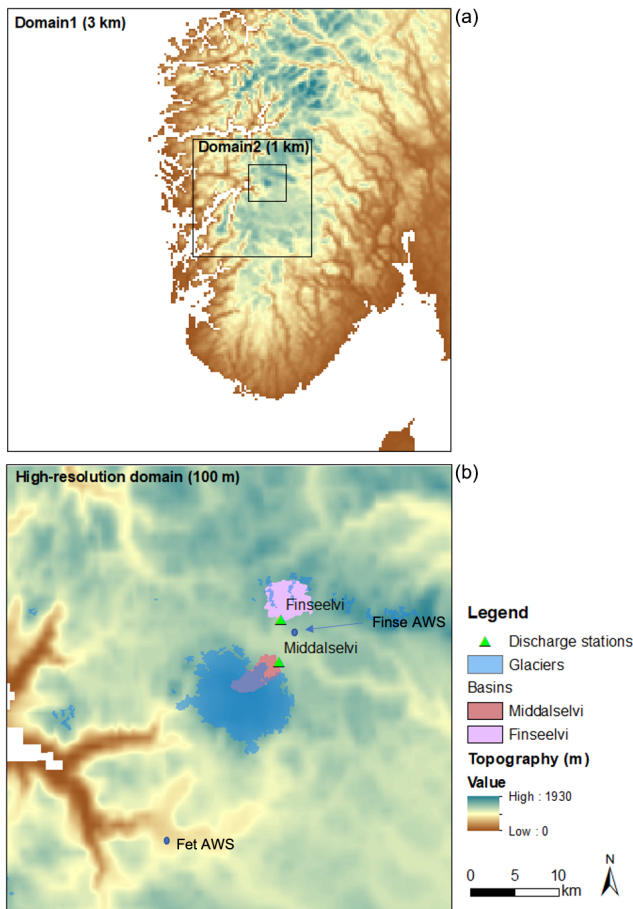 Domain1 (3 km)
(a)
Domain2 (1 km)
High-resolution domain (100 m)
(b)
Finseelvi
Finse AWS
Middalselvi
Fet AWS
Legend
Discharge stations
Glaciers
Basins
Middalselvi
Finseelvi
Topography (m)
Value
High : 1930
Low : 0
N
0 5 10
km